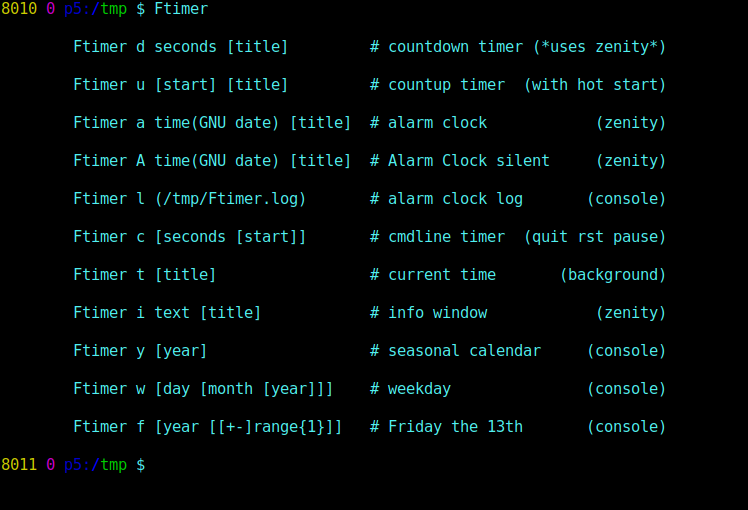 8010 0 p5:/tmp $ Ftimer
Ftimer d seconds [title]         # countdown timer (*uses zenity*)
Ftimer u [start] [title]         # countup timer  (with hot start)
Ftimer a time(GNU date) [title]  # alarm clock            (zenity)
Ftimer A time(GNU date) [title]  # Alarm Clock silent     (zenity)
Ftimer l (/tmp/Ftimer.log)       # alarm clock log       (console)
Ftimer c [seconds [start]]       # cmdline timer  (quit rst pause)
Ftimer t [title]                 # current time       (background)
Ftimer i text [title]            # info window            (zenity)
Ftimer y [year]                  # seasonal calendar     (console)
Ftimer w [day [month [year]]]    # weekday               (console)
Ftimer f [year [[+-]range{1}]]   # Friday the 13th       (console)
8011 0 p5:/tmp $